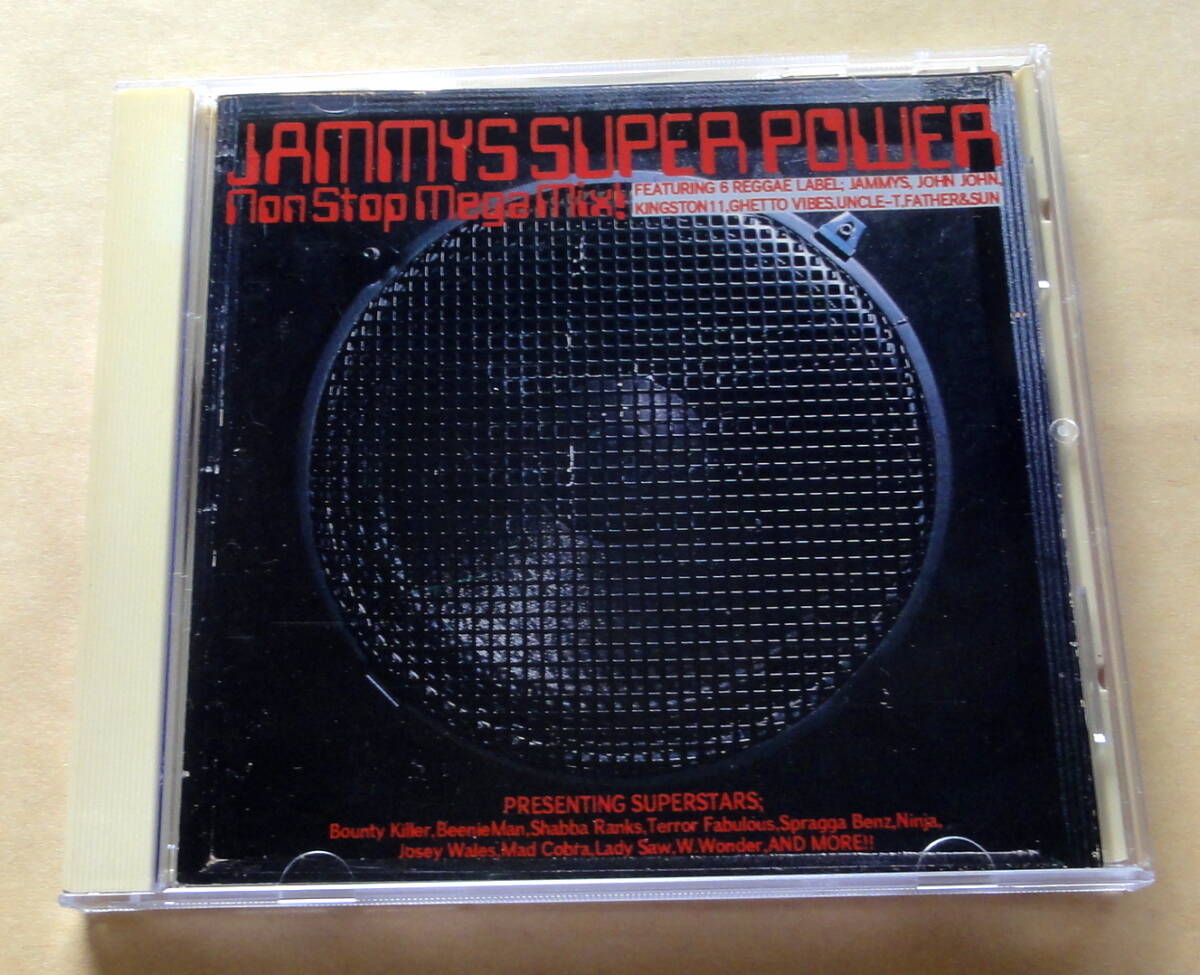 JAMMYS SUPER POWER
Non Stop Mega Mix!
FEATURING 6 REGGAE LABEL; JAMMYS, JOHN JOHN,
KINGSTON11,GHETTO VIBES.UNCLE-T.FATHER&SUN
PRESENTING SUPERSTARS;
Bounty Killer,BeenieMan,Shabba Ranks,Terror Fabulous,Spragga Benz,Ninja,
Josey Wales,Mad Cobra,Lady Saw,W.Wonder,AND MORE!!